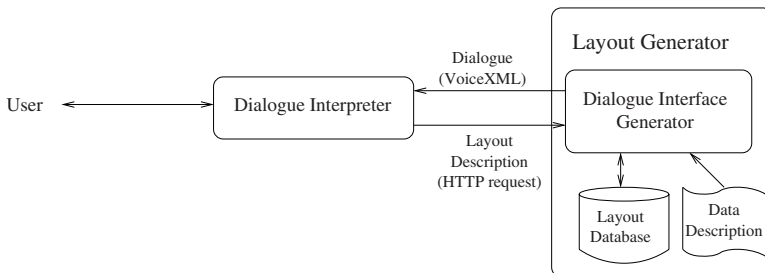 Layout Generator
Dialogue
(VoiceXML)
User
Dialogue Interpreter
Dialogue Interface
Generator
Layout
Description
(HTTP request)
Layout
Database
Data
Description